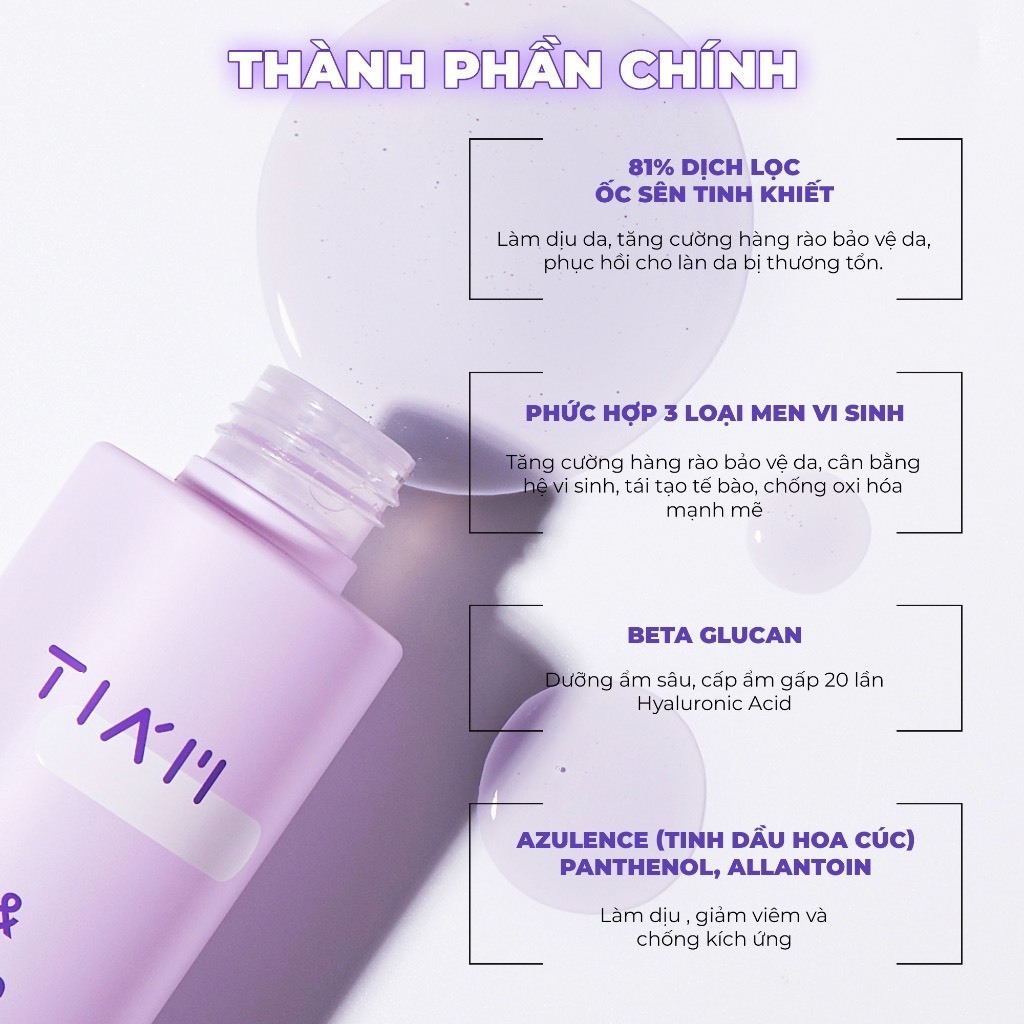 THÀNH PHẦN CHÍNH
81% DỊCH LỌC
ỐC SÊN TINH KHIẾT
Làm dịu da, tăng cường hàng rào bảo vệ da,
phục hồi cho làn da bị thương tổn.
PHỨC HỢP 3 LOẠI MEN VI SINH
Tăng cường hàng rào bảo vệ da, cân bằng
hệ vi sinh, tái tạo tế bào, chống oxi hóa
mạnh mẽ
BETA GLUCAN
Dưỡng ẩm sâu, cấp ẩm gấp 20 lần
Hyaluronic Acid
AZULENCE (TINH DẦU HOA CÚC)
PANTHENOL, ALLANTOIN
Làm dịu , giảm viêm và
chống kích ứng
TIAM
&